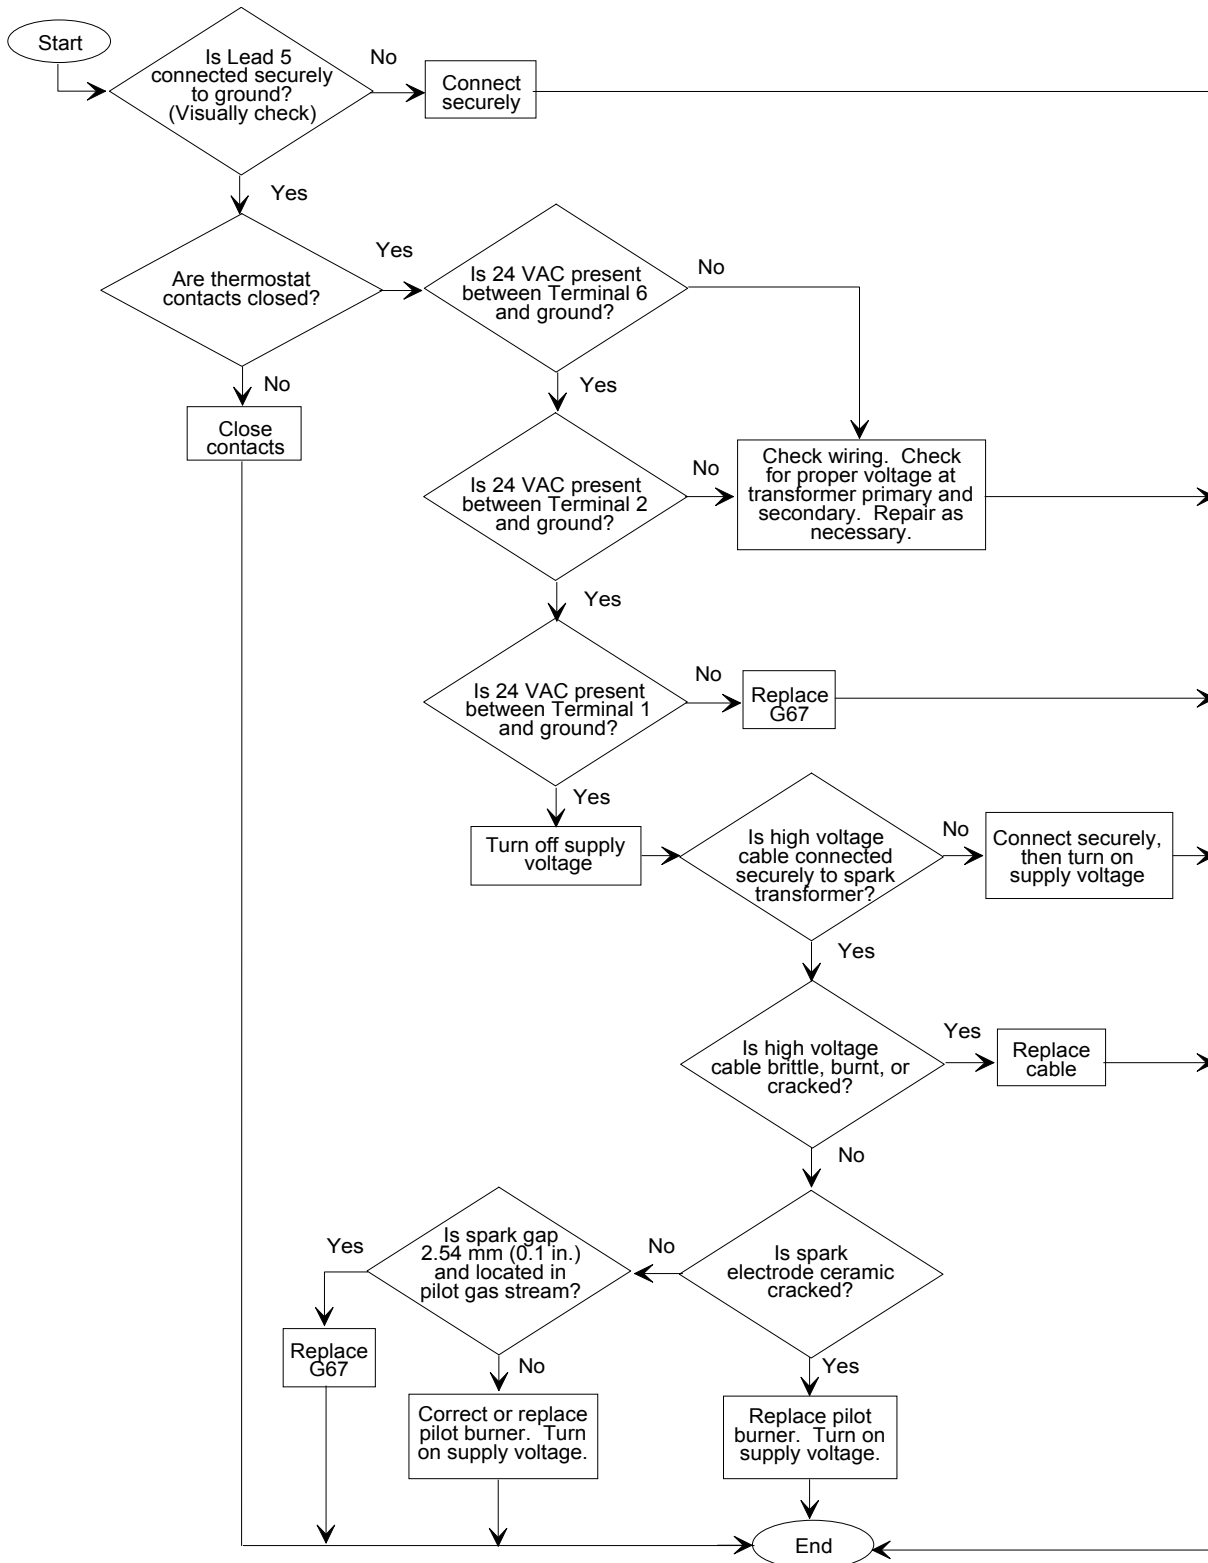 Start
Is Lead 5
connected securely
to ground?
(Visually check)
No
Connect
securely
Yes
Are thermostat
contacts closed?
Yes
Is 24 VAC present
between Terminal 6
and ground?
No
No
Close
contacts
Yes
Is 24 VAC present
between Terminal 2
and ground?
No
Check wiring.  Check
for proper voltage at
transformer primary and
secondary.  Repair as
necessary.
Yes
Is 24 VAC present
between Terminal 1
and ground?
No
Replace
G67
Yes
Turn off supply
voltage
Is high voltage
cable connected
securely to spark
transformer?
No
Connect securely,
then turn on
supply voltage
Yes
Is high voltage
cable brittle, burnt, or
cracked?
Yes
Replace
cable
No
Is spark
electrode ceramic
cracked?
No
Is spark gap
2.54 mm (0.1 in.)
and located in
pilot gas stream?
Yes
Replace
G67
No
Correct or replace
pilot burner.  Turn
on supply voltage.
Yes
Replace pilot
burner.  Turn on
supply voltage.
End